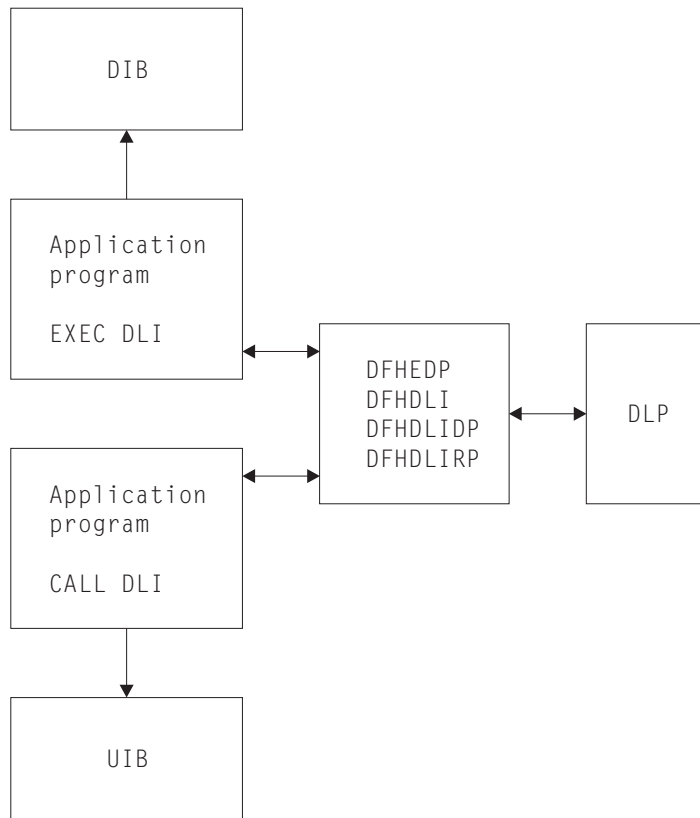 DIB
Application
program
EXEC DLI
DFHEDP
DFHDLI
DFHDLIDP
DFHDLIRP
DLP
Application
program
CALL DLI
UIB